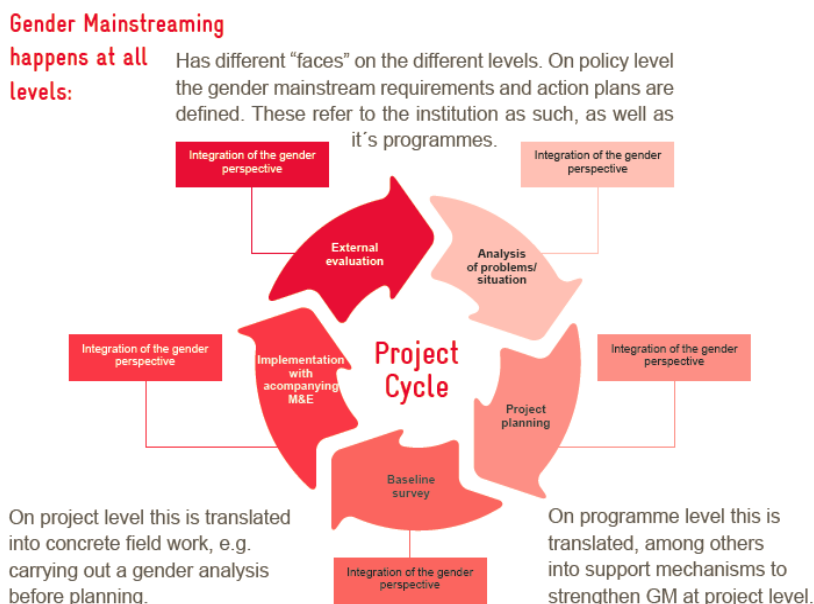 Gender Mainstreaming
happens at all
levels:
Has different “faces” on the different levels. On policy level
the gender mainstream requirements and action plans are
defined. These refer to the institution as such, as well as
it´s programmes.
Integration of the gender
perspective
Integration of the gender
perspective
External
evaluation
Analysis
of problems/
situation
Integration of the gender
perspective
Integration of the gender
perspective
Implementation
with
acompanying
M&E
Project
Cycle
Project
planning
Baseline
survey
On project level this is translated
into concrete field work, e.g.
carrying out a gender analysis
before planning.
Integration of the gender
perspective
On programme level this is
translated, among others
into support mechanisms to
strengthen GM at project level.